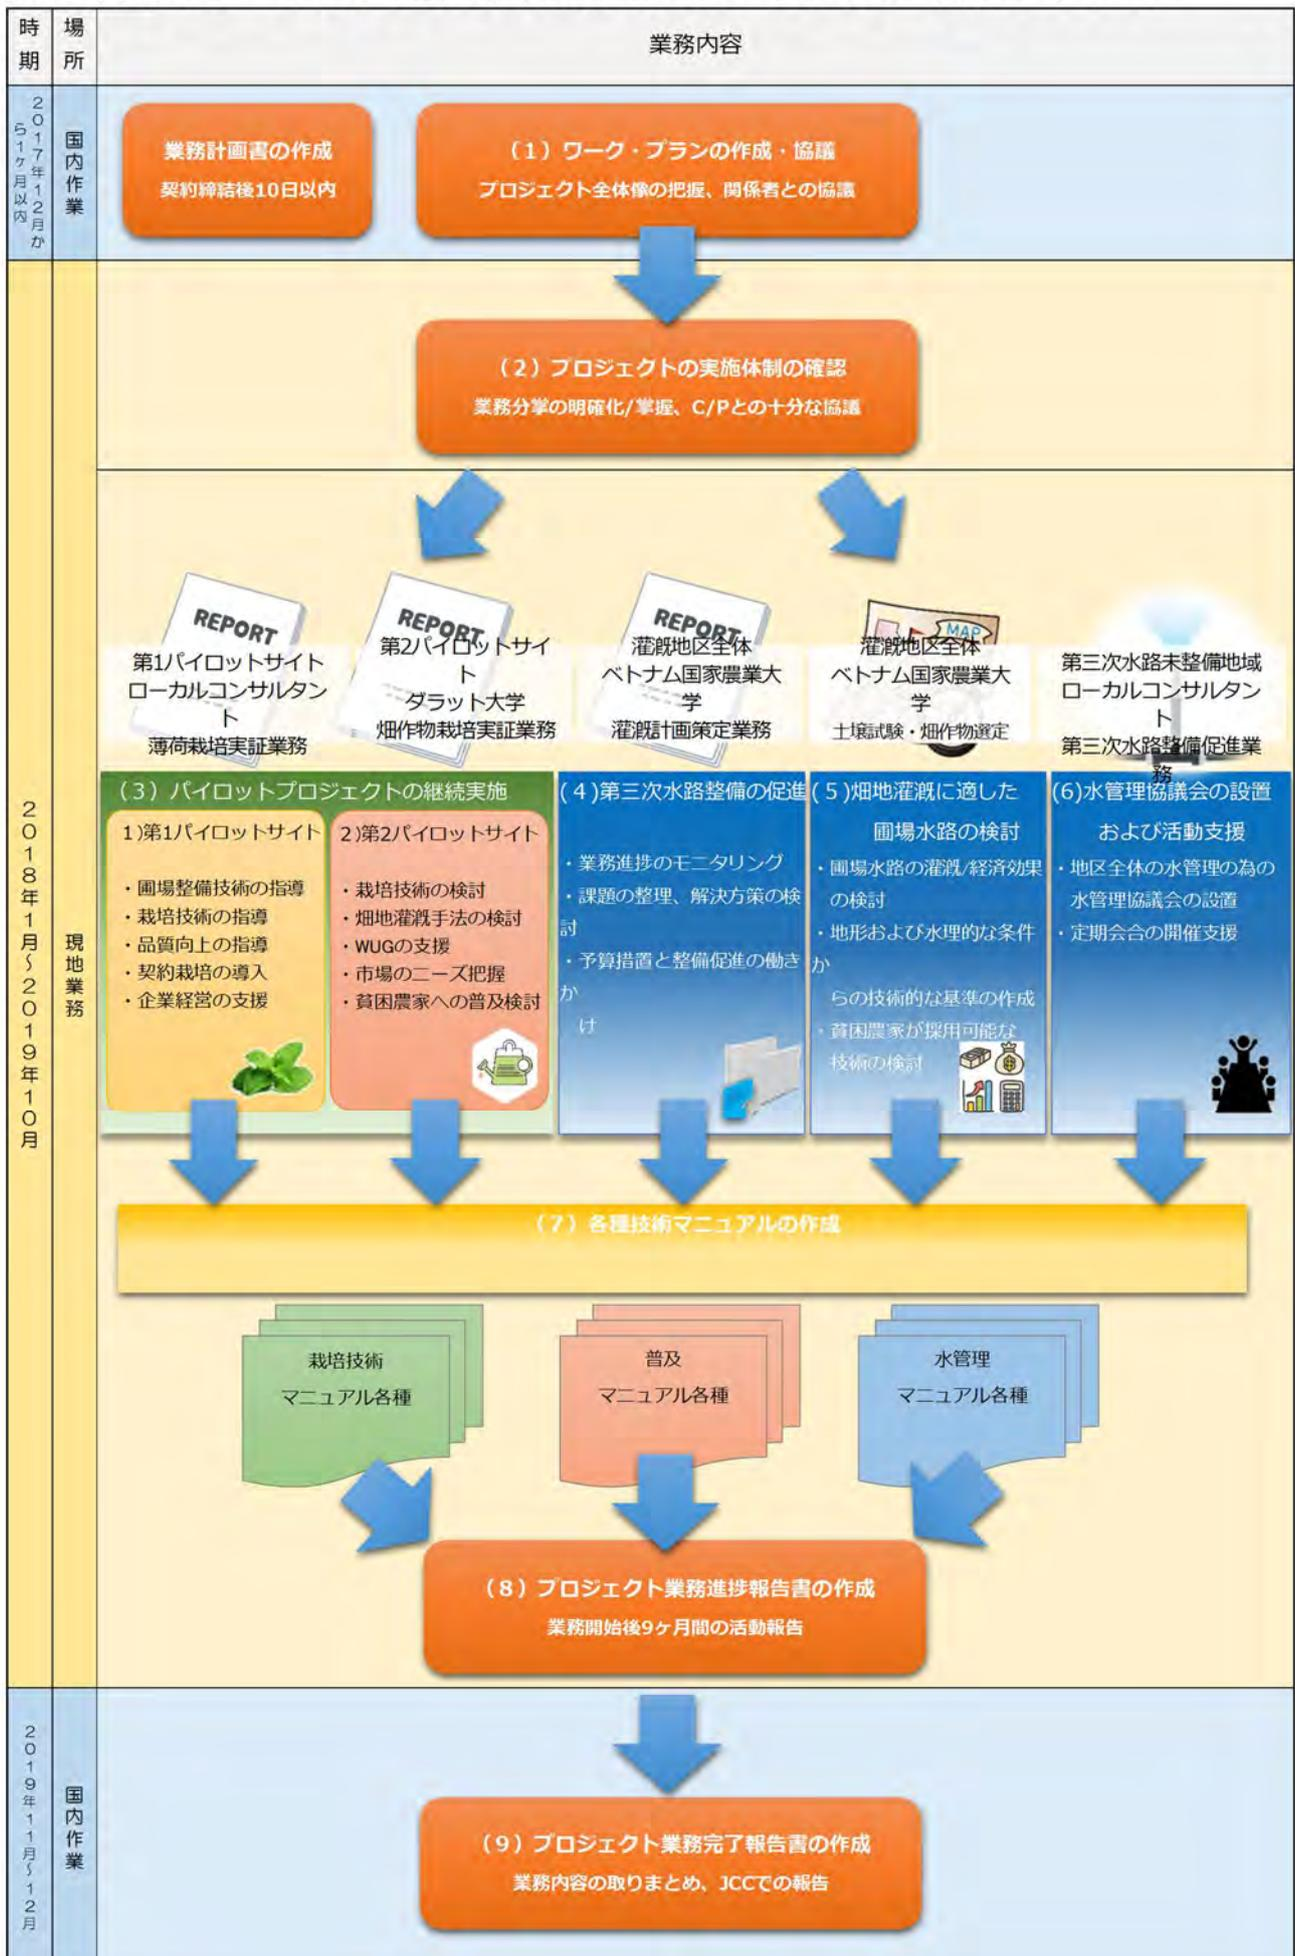 時期
場所
業務内容
2017年12月か
ら1ヶ月以内
国内作業
業務計画書の作成
契約締結後10日以内
（1）ワーク・プランの作成・協議
プロジェクト全体像の把握、関係者との協議
2018年1月～2019年10月
現地業務
（2）プロジェクトの実施体制の確認
業務分掌の明確化/掌握、C/Pとの十分な協議
REPORT
第1パイロットサイト
ローカルコンサルタン
ト
薄荷栽培実証業務
REPORT
第2パイロットサイ
ト
ダラット大学
畑作物栽培実証業務
REPORT
灌漑地区全体
ベトナム国家農業大
学
灌漑計画策定業務
MAP
灌漑地区全体
ベトナム国家農業大
学
土壌試験・畑作物選定
第三次水路未整備地域
ローカルコンサルタン
ト
第三次水路整備促進業
務
（3）パイロットプロジェクトの継続実施
1)第1パイロットサイト
・圃場整備技術の指導
・栽培技術の指導
・品質向上の指導
・契約栽培の導入
・企業経営の支援
2)第2パイロットサイト
・栽培技術の検討
・畑地灌漑手法の検討
・WUGの支援
・市場のニーズ把握
・貧困農家への普及検討
(4)第三次水路整備の促進
・業務進捗のモニタリング
・課題の整理、解決方策の検
討
・予算措置と整備促進の働き
か
け
(5)畑地灌漑に適した
圃場水路の検討
・圃場水路の灌漑/経済効果
の検討
・地形および水理的な条件
か
らの技術的な基準の作成
・貧困農家が採用可能な
技術の検討
(6)水管理協議会の設置
および活動支援
・地区全体の水管理の為の
水管理協議会の設置
・定期会合の開催支援
（7）各種技術マニュアルの作成
栽培技術
マニュアル各種
普及
マニュアル各種
水管理
マニュアル各種
（8）プロジェクト業務進捗報告書の作成
業務開始後9ヶ月間の活動報告
2019年11月～12月
国内作業
（9）プロジェクト業務完了報告書の作成
業務内容の取りまとめ、JCCでの報告